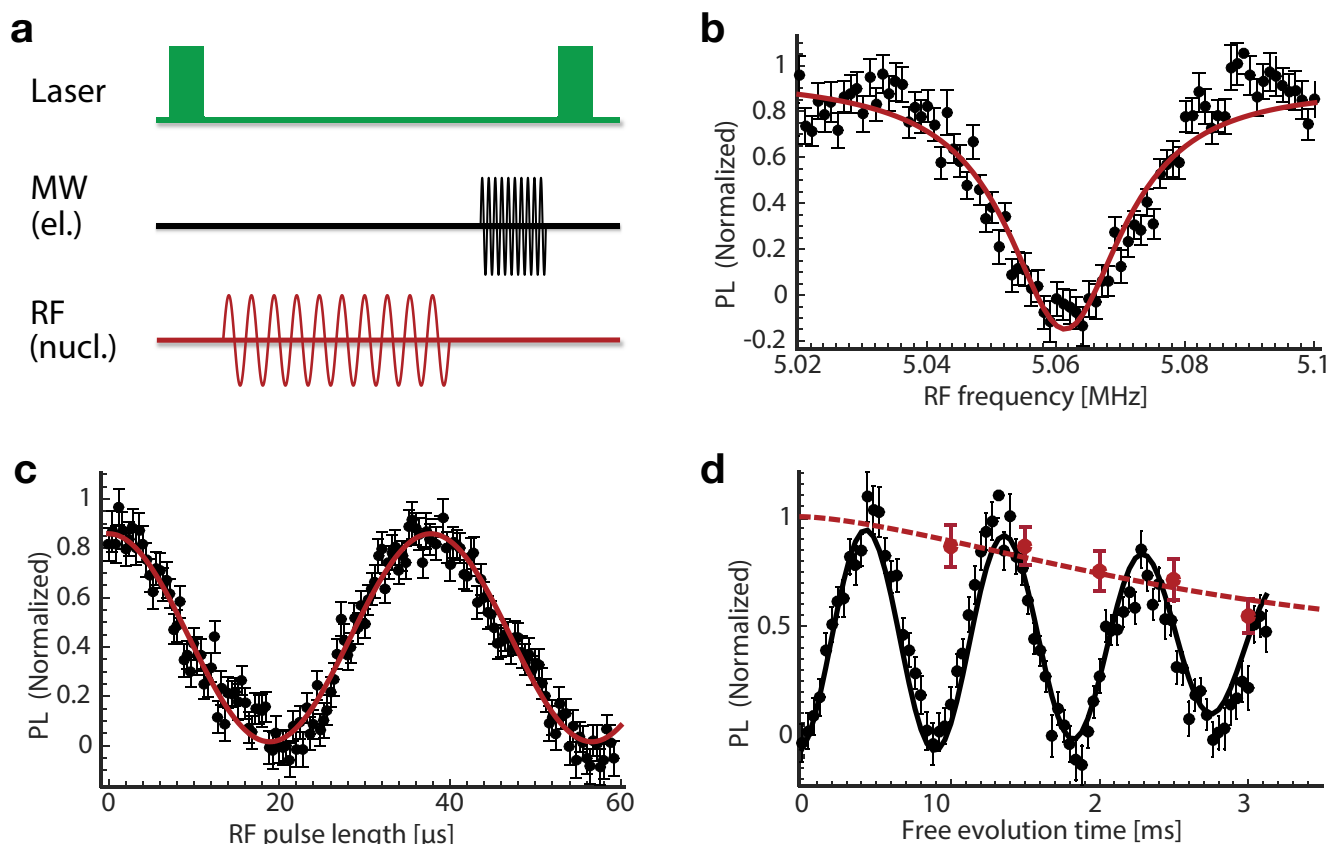 a
Laser
MW
(el.)
RF
(nucl.)
b
PL (Normalized)
1
0.8
0.6
0.4
0.2
0
-0.2
5.02 5.04 5.06 5.08 5.1
RF frequency [MHz]
c
PL (Normalized)
1
0.8
0.6
0.4
0.2
0
0 20 40 60
RF pulse length [μs]
d
PL (Normalized)
1
0.5
0
0 10 2 3
Free evolution time [ms]